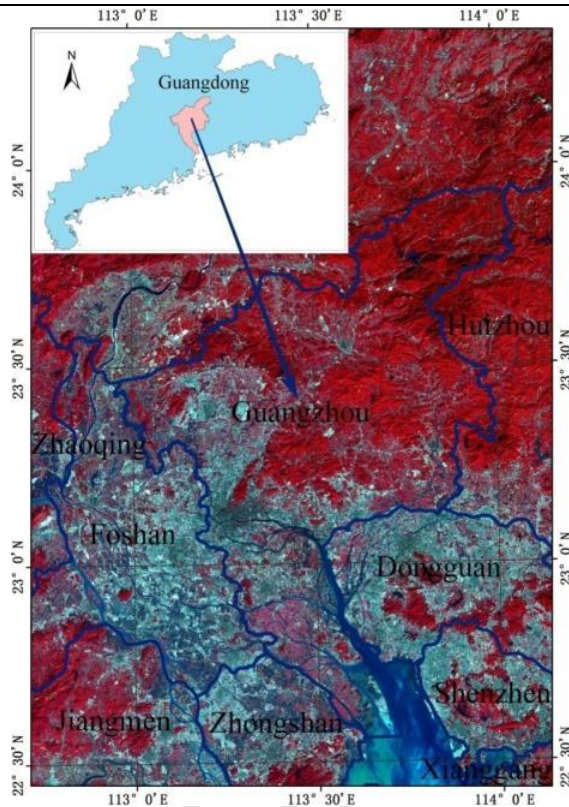 113° 0′E 113° 30′E 114° 0′E
N
Guangdong
24° 0′N
24° 0′N
Huizhou
23° 30′N
23° 30′N
Guangzhou
Zhaoqing
Foshan
Dongguan
23° 0′N
23° 0′N
Shenzhen
Jiangmen
Zhongshan
Xianggang
22° 30′N
22° 30′N
113° 0′E 113° 30′E 114° 0′E